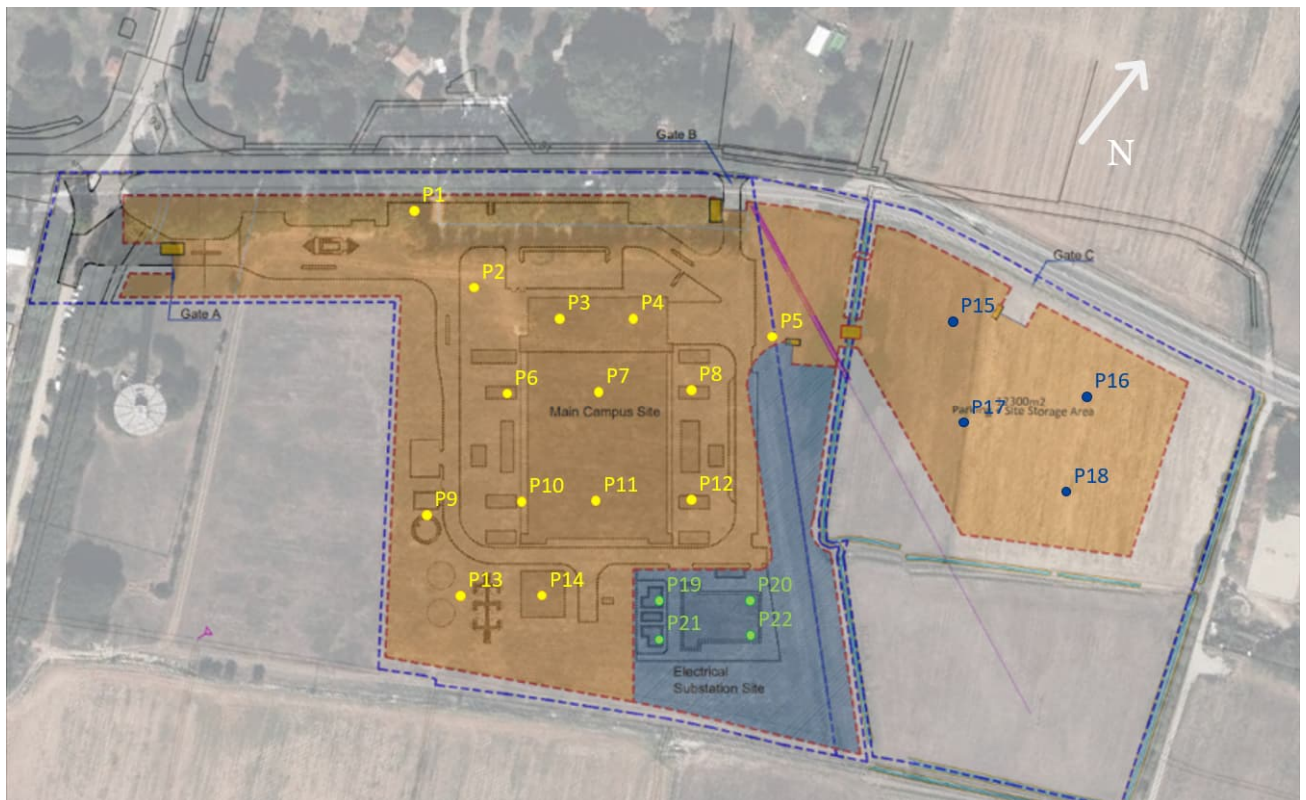 Gate B
N
P1
Gate C
P2
Gate A
P3
P4
P15
P5
P6
P7
P8
P16
Main Campus Site
P17
2300m2
Site Storage Area
P9
P10
P11
P12
P18
P13
P14
P19
P20
P21
P22
Electrical
Substation Site